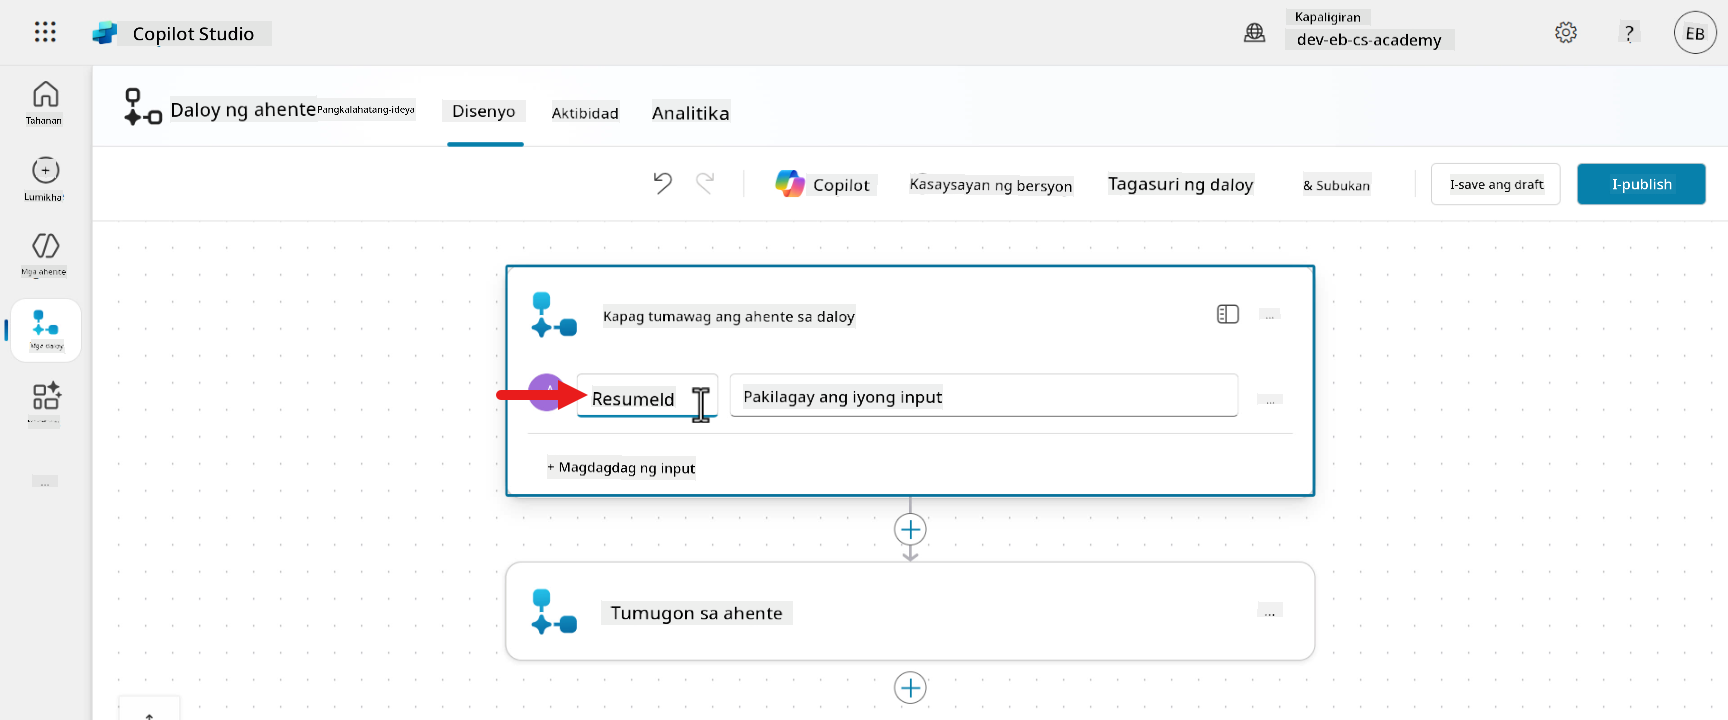 Copilot Studio
Kapaligiran
dev-eb-cs-academy
?
EB
Tahanan
Lumikha
Mga ahente
Mga daloy
Daloy ng ahente
Pangkalahatang-ideya
Disenyo
Aktibidad
Analitika
Copilot
Kasaysayan ng bersyon
Tagasuri ng daloy
& Subukan
I-save ang draft
I-publish
Kapag tumawag ang ahente sa daloy
...
ResumeId
Pakilagay ang iyong input
...
+ Magdagdag ng input
Tumugon sa ahente
...
...